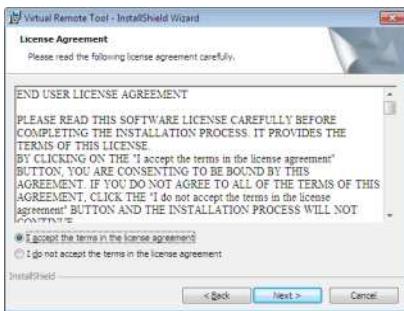 Virtual Remote Tool - InstallShield Wizard
License Agreement
Please read the following license agreement carefully.
END USER LICENSE AGREEMENT
PLEASE READ THIS SOFTWARE LICENSE CAREFULLY BEFORE
COMPLETING THE INSTALLATION PROCESS. IT PROVIDES THE
TERMS OF THIS LICENSE.
BY CLICKING ON THE "I accept the terms in the license agreement"
BUTTON, YOU ARE CONSENTING TO BE BOUND BY THIS
AGREEMENT. IF YOU DO NOT AGREE TO ALL OF THE TERMS OF THIS
AGREEMENT, CLICK THE "I do not accept the terms in the license
agreement" BUTTON AND THE INSTALLATION PROCESS WILL NOT
CONTINUE.
I accept the terms in the license agreement
I do not accept the terms in the license agreement
InstallShield
< Back
Next >
Cancel